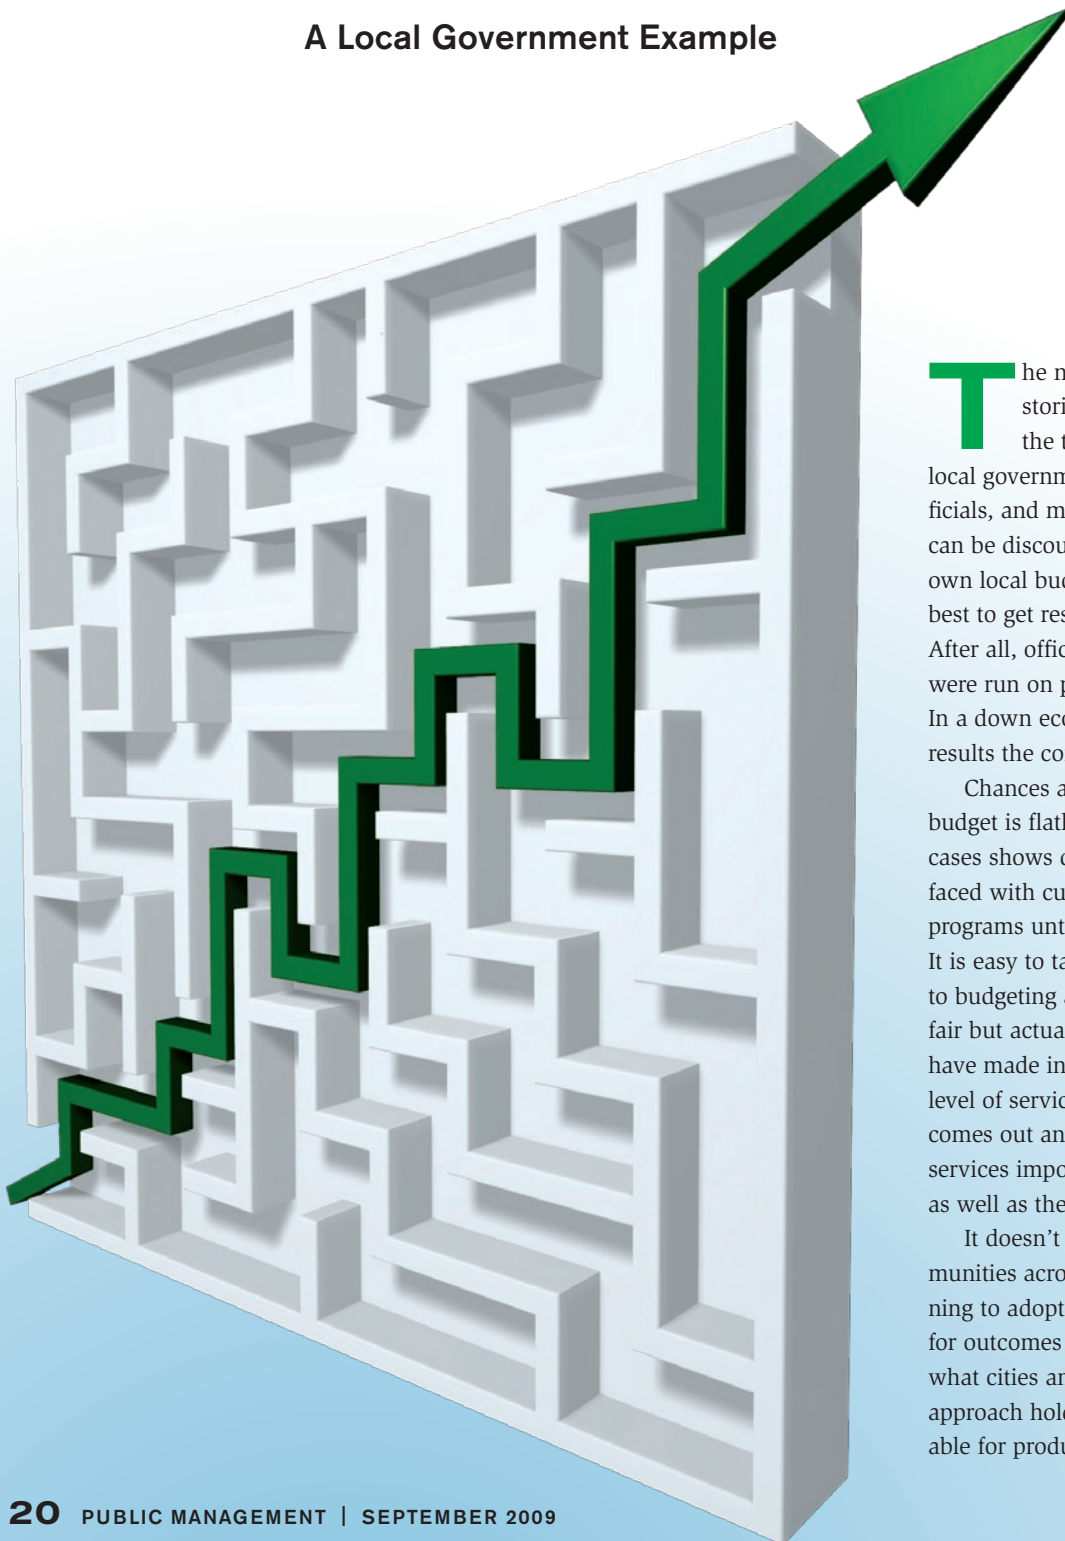 A Local Government Example
The n
stori
the t
local governm
ficials, and m
can be discou
own local bud
best to get res
After all, offic
were run on p
In a down eco
results the co
Chances a
budget is flatl
cases shows d
faced with cu
programs unt
It is easy to ta
to budgeting a
fair but actua
have made in
level of servic
comes out an
services impo
as well as the
It doesn’t
munities acro
ning to adopt
for outcomes
what cities an
approach hold
able for produ
20 PUBLIC MANAGEMENT | SEPTEMBER 2009